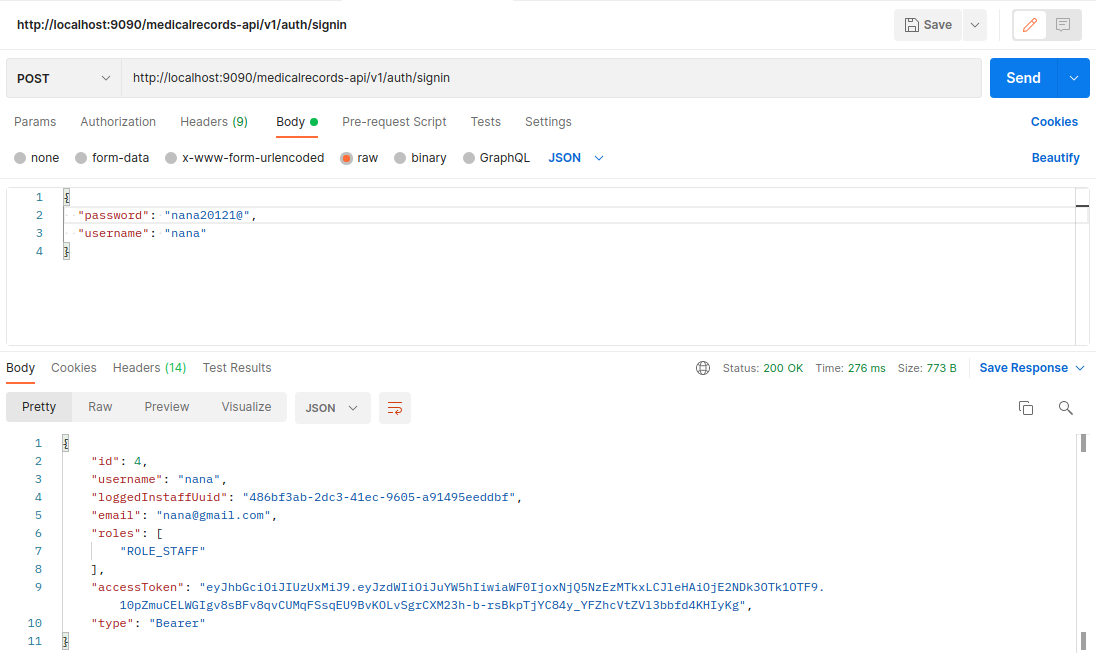 http://localhost:9090/medicalrecords-api/v1/auth/signin
Save
POST
http://localhost:9090/medicalrecords-api/v1/auth/signin
Send
Params Authorization Headers (9) Body Pre-request Script Tests Settings Cookies
none form-data x-www-form-urlencoded raw binary GraphQL JSON Beautify
1 {
2 "password": "nana20121@",
3 "username": "nana"
4 }
Body Cookies Headers (14) Test Results Status: 200 OK Time: 276 ms Size: 773 B Save Response
Pretty Raw Preview Visualize JSON
1 {
2 "id": 4,
3 "username": "nana",
4 "loggedInstaffUuid": "486bf3ab-2dc3-41ec-9605-a91495eeddbf",
5 "email": "nana@gmail.com",
6 "roles": [
7 "ROLE_STAFF"
8 ],
9 "accessToken": "eyJhbGciOiJIUzUxMiJ9.eyJzdWIiOiJuYW5hIiwiaWF0IjoxNjQ5NzEzMTkxLCJleHAiOjE2NDk3OTk1OTF9.
10pZmuCELWGIgv8sBFv8qvCUMqFSsqEU9BvKOLvSgrCXM23h-b-rsBkpTjYC84y_YFZhcVtZVl3bbfd4KHIyKg",
10 "type": "Bearer"
11 }